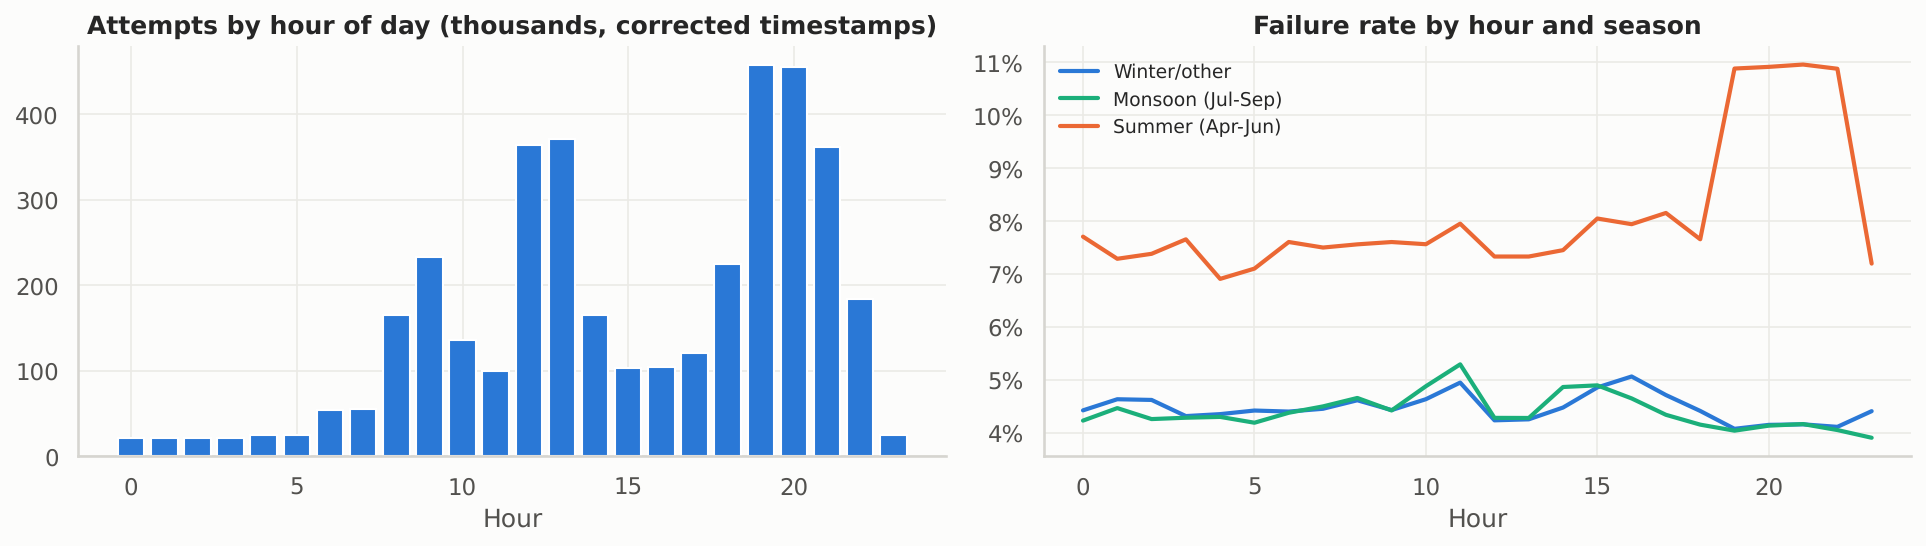 Attempts by hour of day (thousands, corrected timestamps)
400
300
200
100
0
0 5 10 15 20
Hour
Failure rate by hour and season
Winter/other
Monsoon (Jul-Sep)
Summer (Apr-Jun)
11%
10%
9%
8%
7%
6%
5%
4%
0 5 10 15 20
Hour